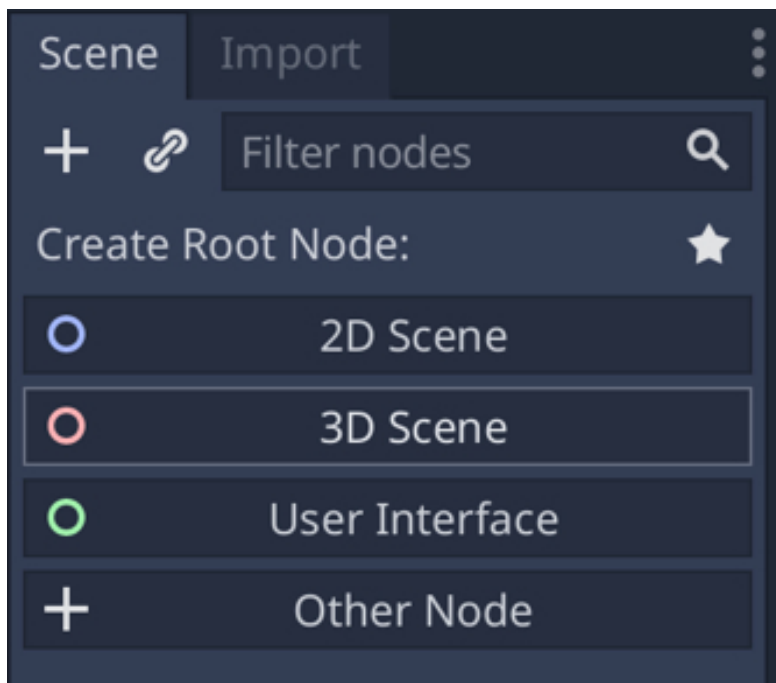 Scene Import
Filter nodes
Create Root Node:
2D Scene
3D Scene
User Interface
Other Node